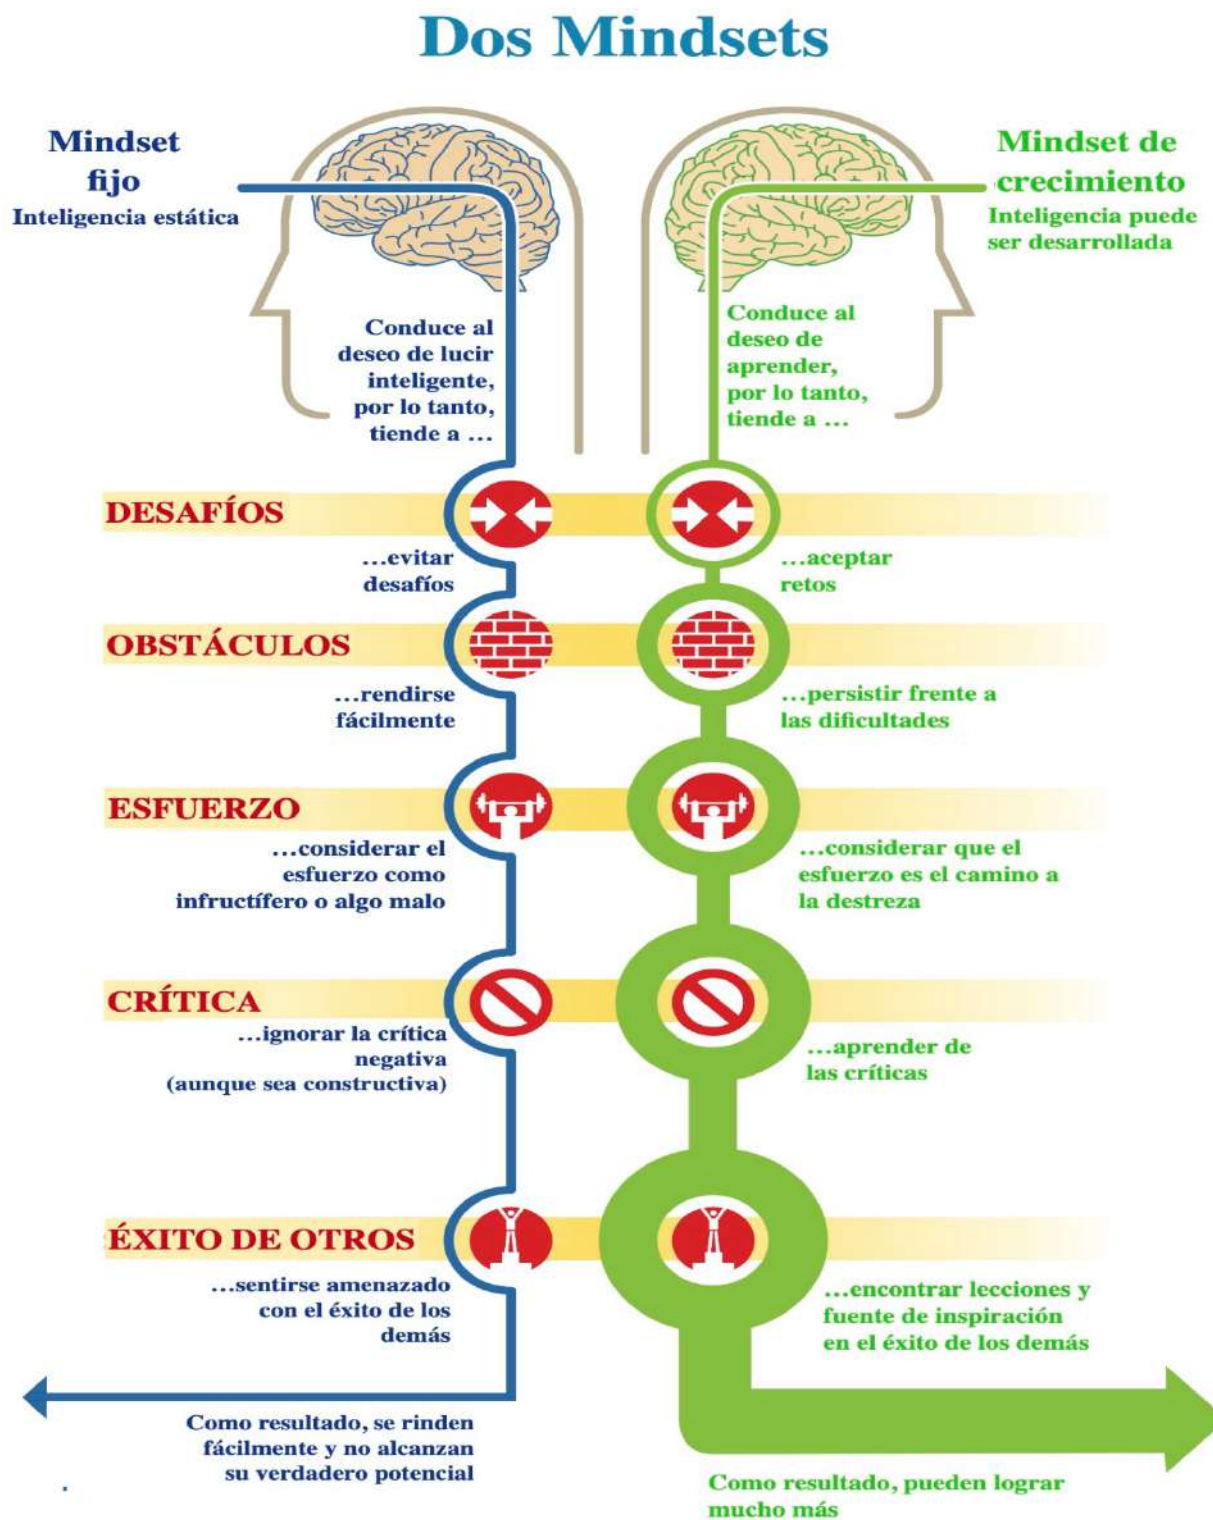 Dos Mindsets
Mindset
fijo
Inteligencia estática
Mindset de
crecimiento
Inteligencia puede
ser desarrollada
Conduce al
deseo de lucir
inteligente,
por lo tanto,
tiende a ...
Conduce al
deseo de
aprender,
por lo tanto,
tiende a ...
DESAFÍOS
...evitar
desafíos
...aceptar
retos
OBSTÁCULOS
...rendirse
fácilmente
...persistir frente a
las dificultades
ESFUERZO
...considerar el
esfuerzo como
infructífero o algo malo
...considerar que el
esfuerzo es el camino a
la destreza
CRÍTICA
...ignorar la crítica
negativa
(aunque sea constructiva)
...aprender de
las críticas
ÉXITO DE OTROS
...sentirse amenazado
con el éxito de los
demás
...encontrar lecciones y
fuente de inspiración
en el éxito de los demás
Como resultado, se rinden
fácilmente y no alcanzan
su verdadero potencial
Como resultado, pueden lograr
mucho más